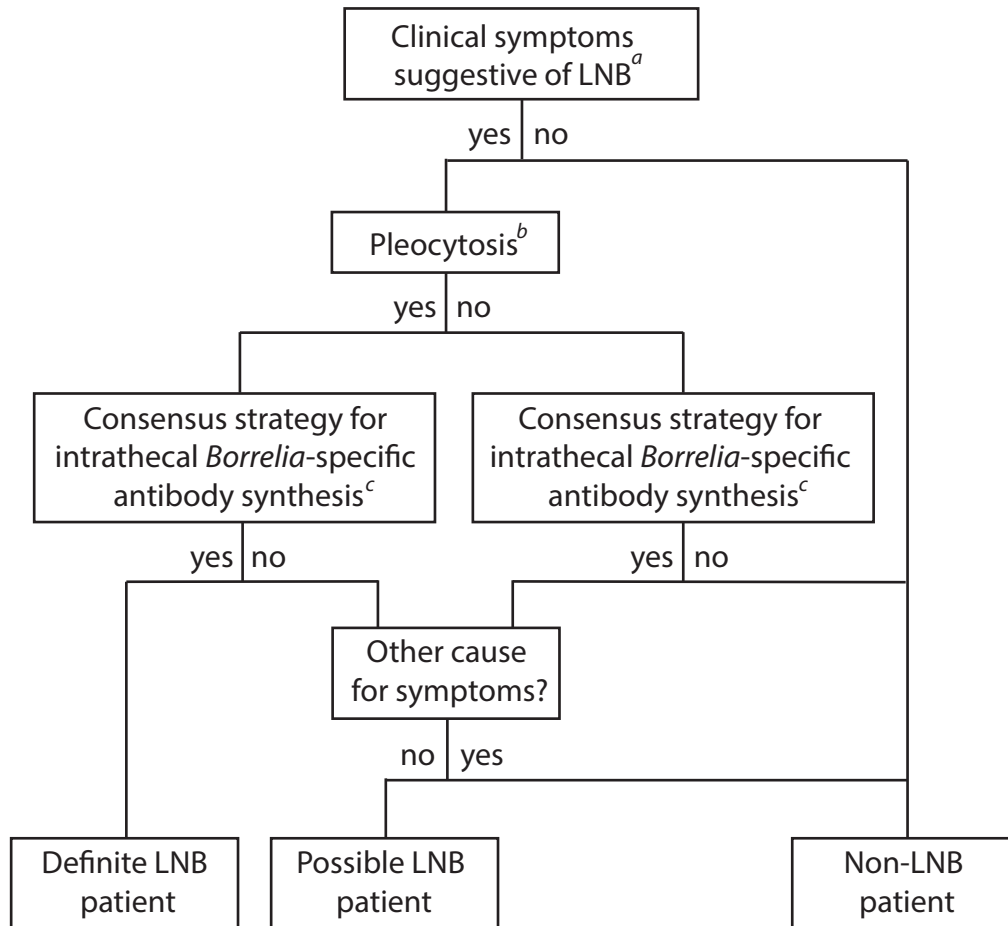 Clinical symptoms
suggestive of LNBa
yes no
Pleocytosisb
yes no
Consensus strategy for
intrathecal Borrelia-specific
antibody synthesisc
Consensus strategy for
intrathecal Borrelia-specific
antibody synthesisc
yes no
yes no
Other cause
for symptoms?
no yes
Definite LNB
patient
Possible LNB
patient
Non-LNB
patient